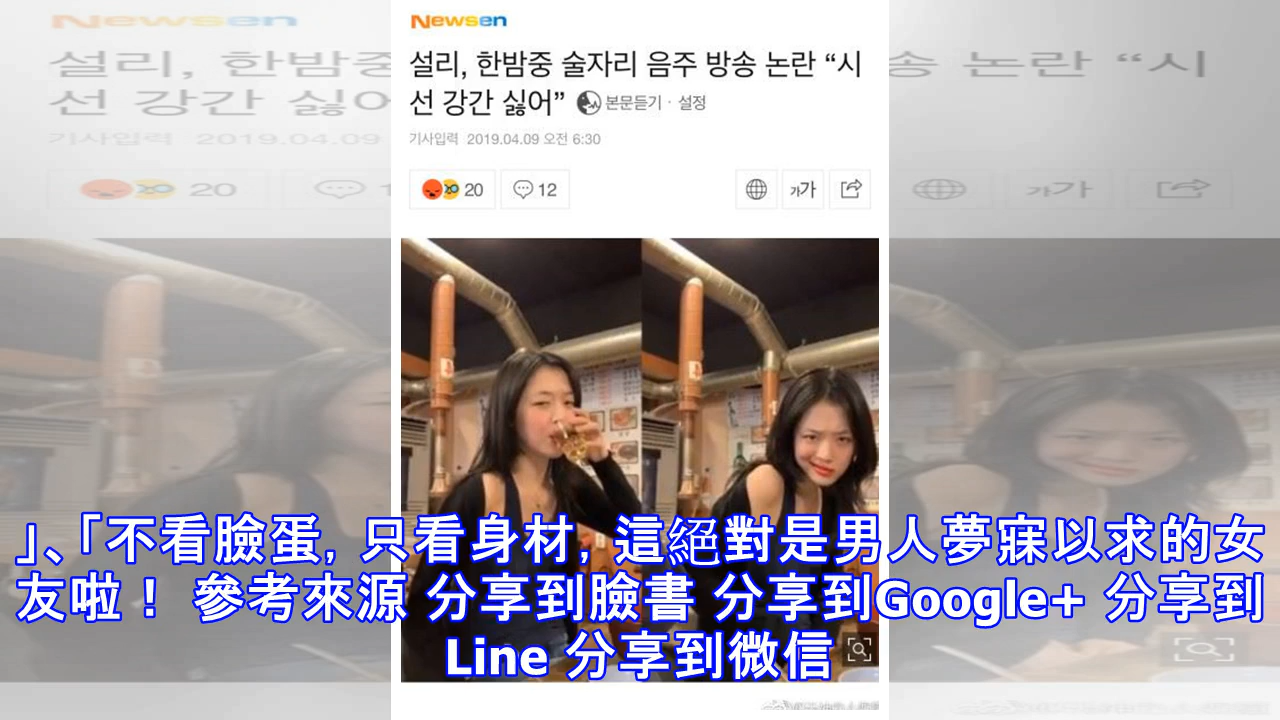 Newsen
설리, 한밤중 술자리 음주 방송 논란 “시
선 강간 싫어” 본문듣기 · 설정
기사입력 2019.04.09 오전 6:30
20 12 가가
」、「不看臉蛋, 只看身材, 這絕對是男人夢寐以求的女
友啦！ 參考來源 分享到臉書 分享到Google+ 分享到
Line 分享到微信